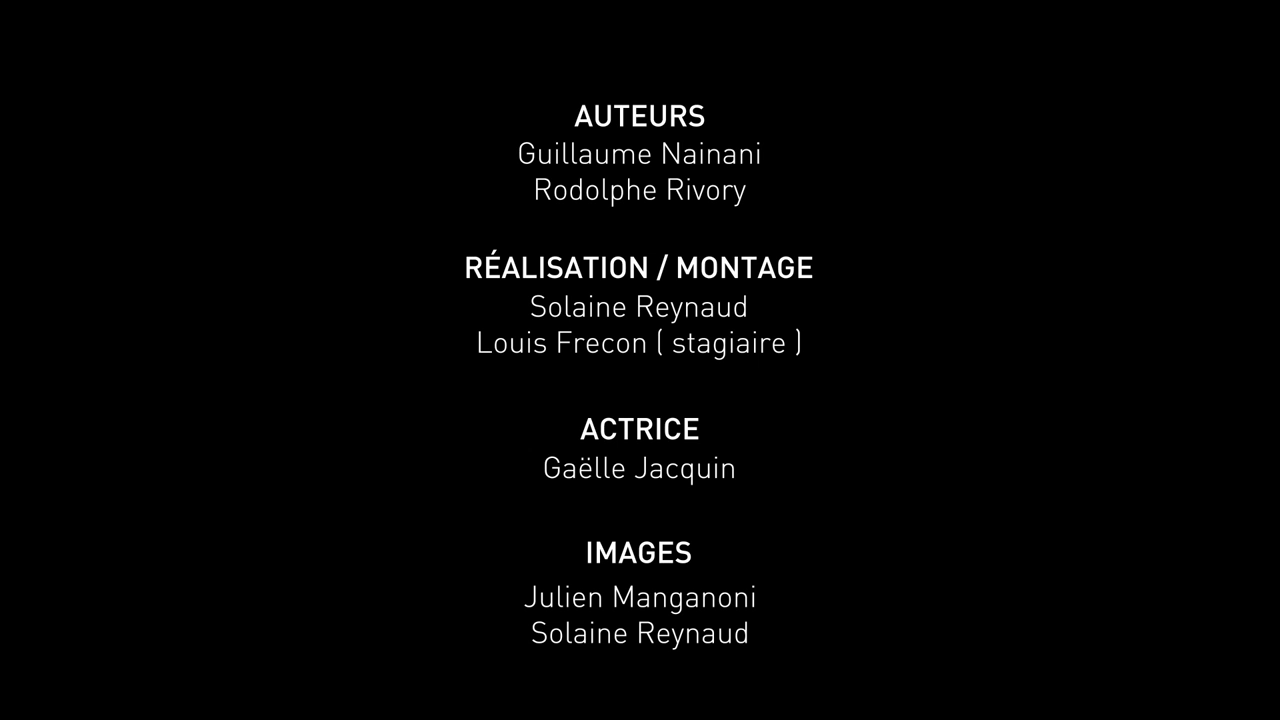 AUTEURS
Guillaume Nainani
Rodolphe Rivory
RÉALISATION / MONTAGE
Solaine Reynaud
Louis Frecon ( stagiaire )
ACTRICE
Gaëlle Jacquin
IMAGES
Julien Manganoni
Solaine Reynaud